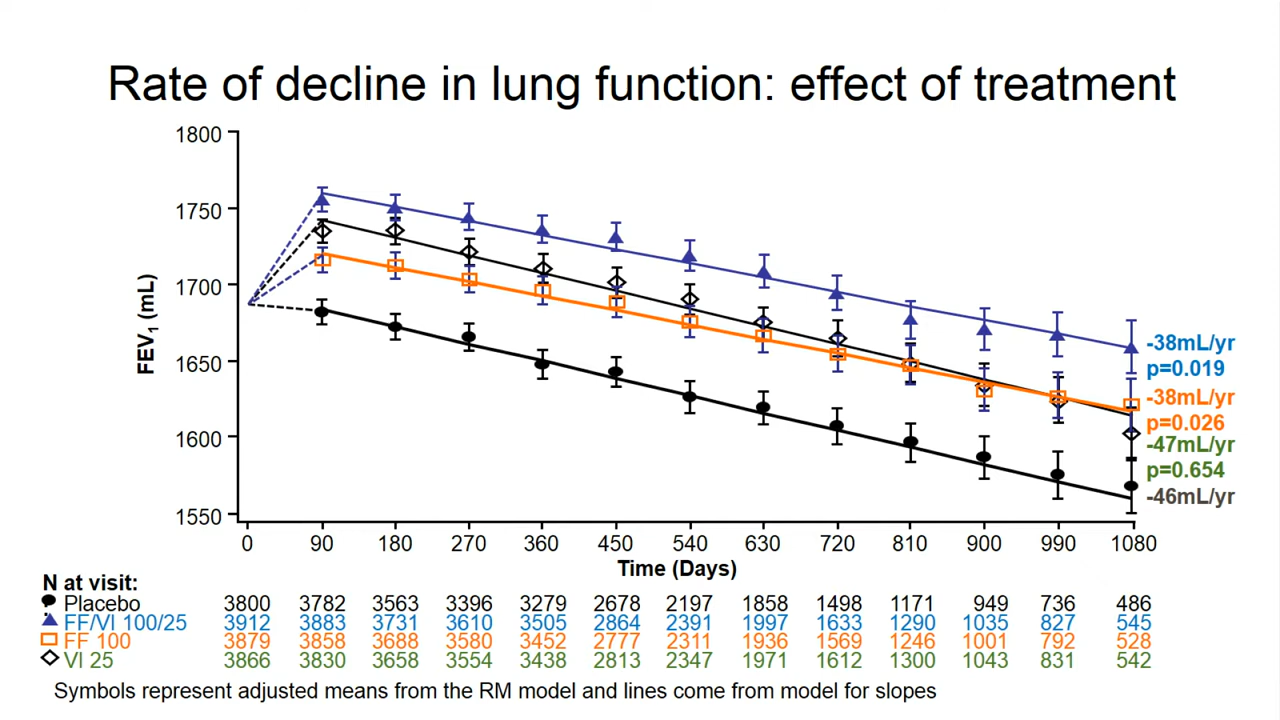 Rate of decline in lung function: effect of treatment
1800
1750
1700
1650
1600
1550
FEV1 (mL)
-38mL/yr
p=0.019
-38mL/yr
p=0.026
-47mL/yr
p=0.654
-46mL/yr
0 90 180 270 360 450 540 630 720 810 900 990 1080
Time (Days)
N at visit:
Placebo 3800 3782 3563 3396 3279 2678 2197 1858 1498 1171 949 736 486
FF/VI 100/25 3912 3883 3731 3610 3505 2864 2391 1997 1633 1290 1035 827 545
FF 100 3879 3858 3688 3580 3452 2777 2311 1936 1569 1246 1001 792 528
VI 25 3866 3830 3658 3554 3438 2813 2347 1971 1612 1300 1043 831 542
Symbols represent adjusted means from the RM model and lines come from model for slopes